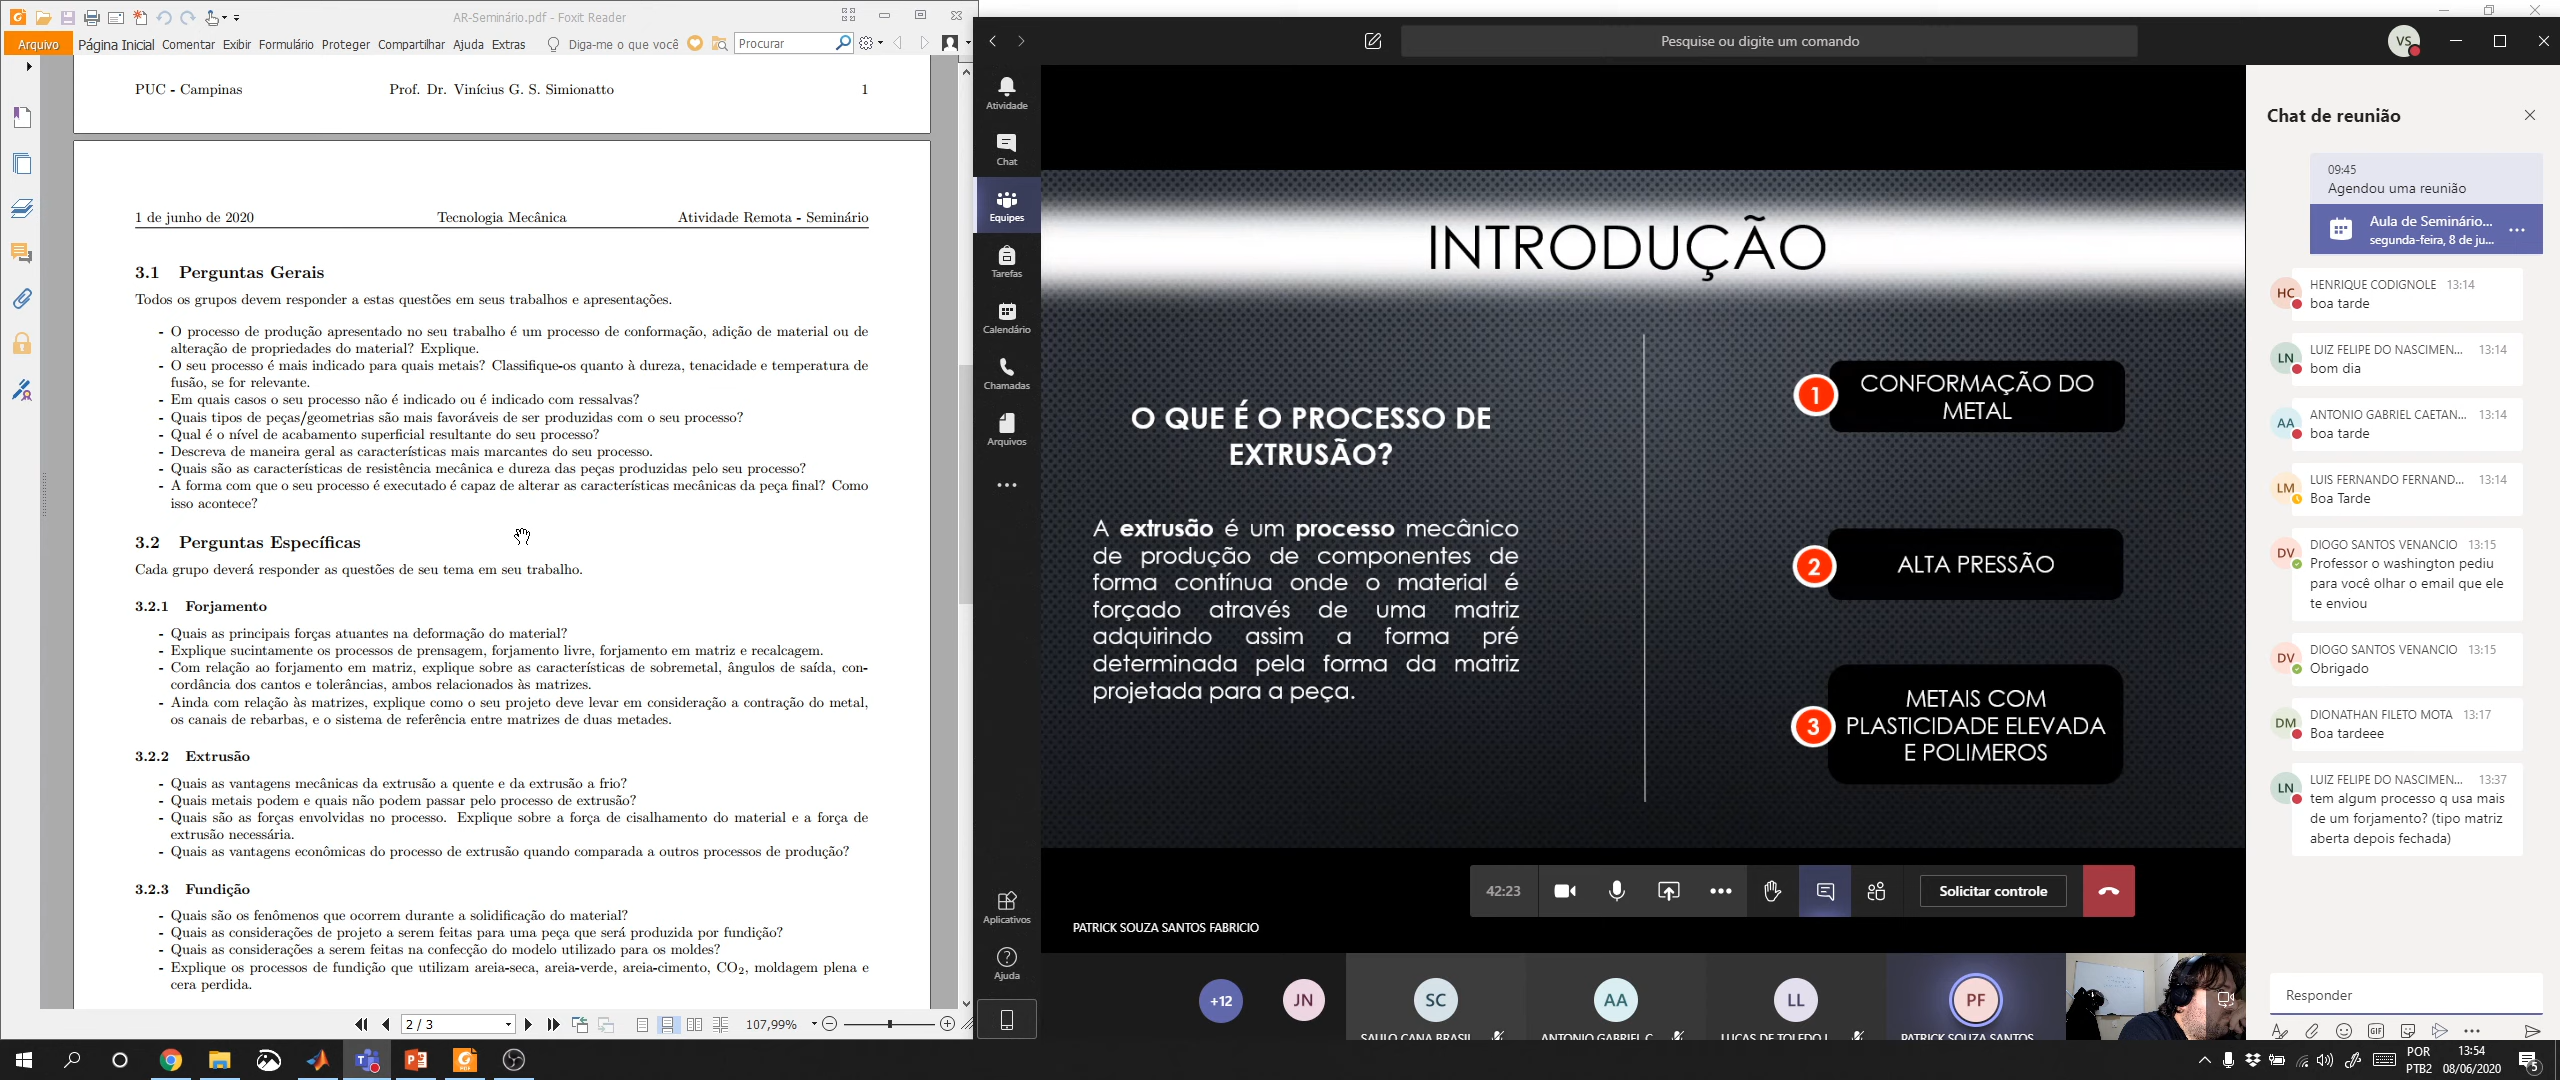 AR-Seminário.pdf - Foxit Reader
Arquivo Página Inicial Comentar Exibir Formulário Proteger Compartilhar Ajuda Extras Diga-me o que você Procurar
PUC - Campinas Prof. Dr. Vinícius G. S. Simionatto 1
1 de junho de 2020 Tecnologia Mecânica Atividade Remota - Seminário
3.1 Perguntas Gerais
Todos os grupos devem responder a estas questões em seus trabalhos e apresentações.
- O processo de produção apresentado no seu trabalho é um processo de conformação, adição de material ou de
alteração de propriedades do material? Explique.
- O seu processo é mais indicado para quais metais? Classifique-os quanto à dureza, tenacidade e temperatura de
fusão, se for relevante.
- Em quais casos o seu processo não é indicado ou é indicado com ressalvas?
- Quais tipos de peças/geometrias são mais favoráveis de ser produzidas com o seu processo?
- Qual é o nível de acabamento superficial resultante do seu processo?
- Descreva de maneira geral as características mais marcantes do seu processo.
- Quais são as características de resistência mecânica e dureza das peças produzidas pelo seu processo?
- A forma com que o seu processo é executado é capaz de alterar as características mecânicas da peça final? Como
isso acontece?
3.2 Perguntas Específicas
Cada grupo deverá responder as questões de seu tema em seu trabalho.
3.2.1 Forjamento
- Quais as principais forças atuantes na deformação do material?
- Explique sucintamente os processos de prensagem, forjamento livre, forjamento em matriz e recalcagem.
- Com relação ao forjamento em matriz, explique sobre as características de sobremetal, ângulos de saída, con-
cordância dos cantos e tolerâncias, ambos relacionados às matrizes.
- Ainda com relação às matrizes, explique como o seu projeto deve levar em consideração a contração do metal,
os canais de rebarbas, e o sistema de referência entre matrizes de duas metades.
3.2.2 Extrusão
- Quais as vantagens mecânicas da extrusão a quente e da extrusão a frio?
- Quais metais podem e quais não podem passar pelo processo de extrusão?
- Quais são as forças envolvidas no processo. Explique sobre a força de cisalhamento do material e a força de
extrusão necessária.
- Quais as vantagens econômicas do processo de extrusão quando comparada a outros processos de produção?
3.2.3 Fundição
- Quais são os fenômenos que ocorrem durante a solidificação do material?
- Quais as considerações de projeto a serem feitas para uma peça que será produzida por fundição?
- Quais as considerações a serem feitas na confecção do modelo utilizado para os moldes?
- Explique os processos de fundição que utilizam areia-seca, areia-verde, areia-cimento, CO₂, moldagem plena e
cera perdida.
2 / 3 107,99%
Pesquise ou digite um comando
VS
Atividade
Chat
Equipes
Tarefas
Calendário
Chamadas
Arquivos
Aplicativos
Ajuda
INTRODUÇÃO
O QUE É O PROCESSO DE
EXTRUSÃO?
A extrusão é um processo mecânico
de produção de componentes de
forma contínua onde o material é
forçado através de uma matriz
adquirindo assim a forma pré
determinada pela forma da matriz
projetada para a peça.
1 CONFORMAÇÃO DO
METAL
2 ALTA PRESSÃO
3 METAIS COM
PLASTICIDADE ELEVADA
E POLIMEROS
42:23 Solicitar controle
PATRICK SOUZA SANTOS FABRICIO
+12 JN SC AA LL PF
SAULO CANA BRASIL ANTONIO GABRIEL C... LUCAS DE TOLEDO L... PATRICK SOUZA SANTOS
Chat de reunião
09:45
Agendou uma reunião
Aula de Seminário...
segunda-feira, 8 de ju...
HC HENRIQUE CODIGNOLE 13:14
boa tarde
LN LUIZ FELIPE DO NASCIMEN... 13:14
bom dia
AA ANTONIO GABRIEL CAETAN... 13:14
boa tarde
LM LUIS FERNANDO FERNAND... 13:14
Boa Tarde
DV DIOGO SANTOS VENANCIO 13:15
Professor o washington pediu
para você olhar o email que ele
te enviou
DV DIOGO SANTOS VENANCIO 13:15
Obrigado
DM DIONATHAN FILETO MOTA 13:17
Boa tardeee
LN LUIZ FELIPE DO NASCIMEN... 13:37
tem algum processo q usa mais
de um forjamento? (tipo matriz
aberta depois fechada)
Responder
GIF
POR
PTB2
13:54
08/06/2020
5